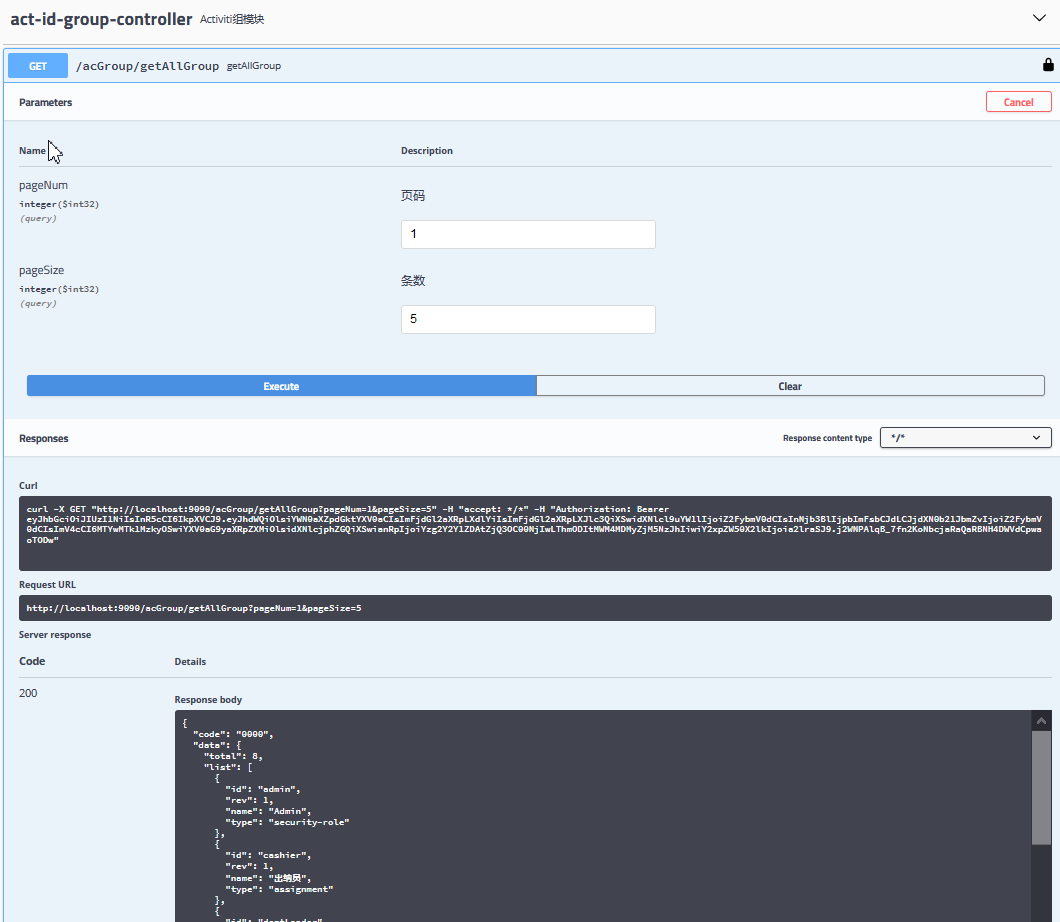 act-id-group-controller Activiti组模块
GET /acGroup/getAllGroup getAllGroup
Parameters Cancel
Name Description
pageNum 页码
integer($int32)
(query)
1
pageSize 条数
integer($int32)
(query)
5
Execute Clear
Responses Response content type */*
Curl
curl -X GET "http://localhost:9090/acGroup/getAllGroup?pageNum=1&pageSize=5" -H "accept: */*" -H "Authorization: Bearer
Request URL
http://localhost:9090/acGroup/getAllGroup?pageNum=1&pageSize=5
Server response
Code Details
200
Response body
{
"code": "0000",
"data": {
"total": 8,
"list": [
{
"id": "admin",
"rev": 1,
"name": "Admin",
"type": "security-role"
},
{
"id": "cashier",
"rev": 1,
"name": "出纳员",
"type": "assignment"
},
{